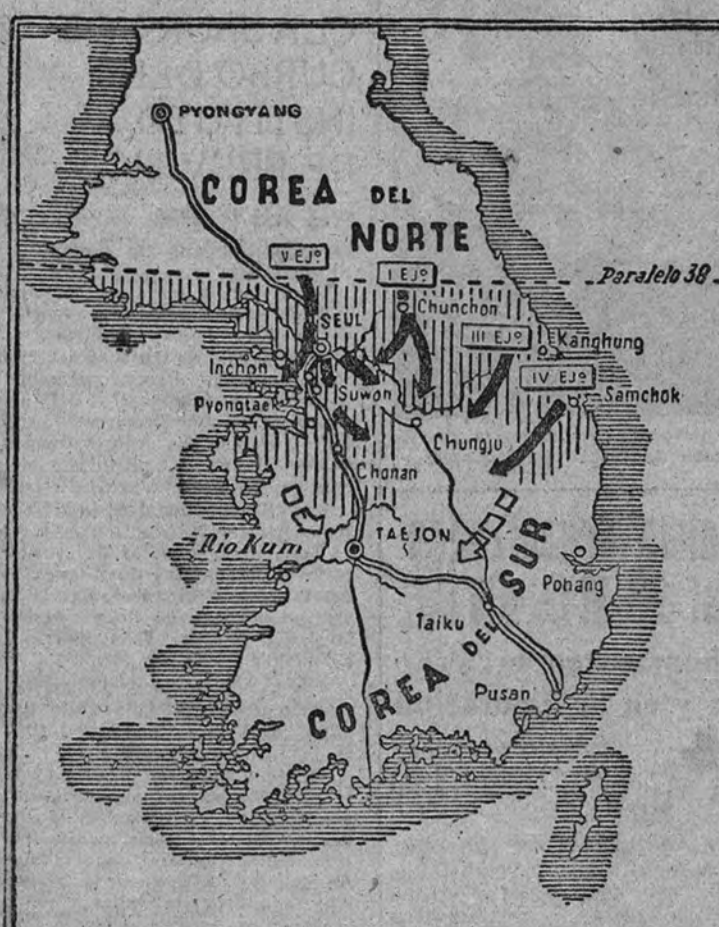 PYONGYANG
COREA DEL
NORTE
V EJº
I EJº
Paralelo 38
Chunchon
SEUL
III EJº
Kanghung
Inchon
IV EJº
Suwon
Samchok
Pyongtaek
Chungju
Chonan
Rio Kum
TAEJON
Pohang
Taiku
COREA DEL SUR
Pusan